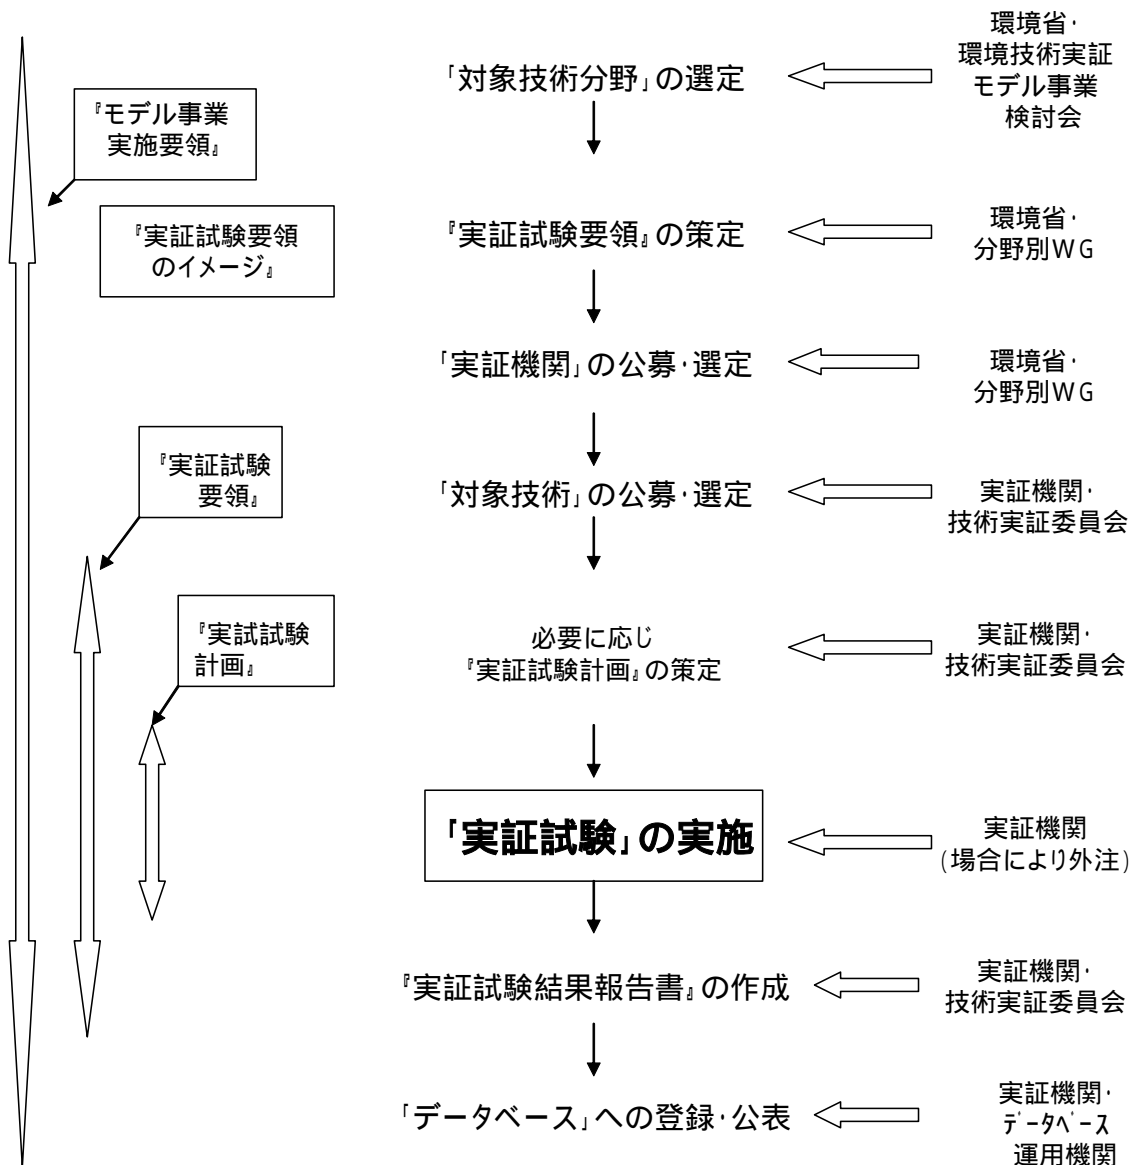 環境省・
環境技術実証
モデル事業
検討会
「対象技術分野」の選定
『モデル事業
実施要領』
『実証試験要領
のイメージ』
『実証試験要領』の策定
環境省・
分野別WG
「実証機関」の公募・選定
環境省・
分野別WG
『実証試験
要領』
「対象技術」の公募・選定
実証機関・
技術実証委員会
『実試試験
計画』
必要に応じ
『実証試験計画』の策定
実証機関・
技術実証委員会
「実証試験」の実施
実証機関
(場合により外注)
『実証試験結果報告書』の作成
実証機関・
技術実証委員会
「データベース」への登録・公表
実証機関・
ﾃﾞｰﾀﾍﾞｰｽ
運用機関